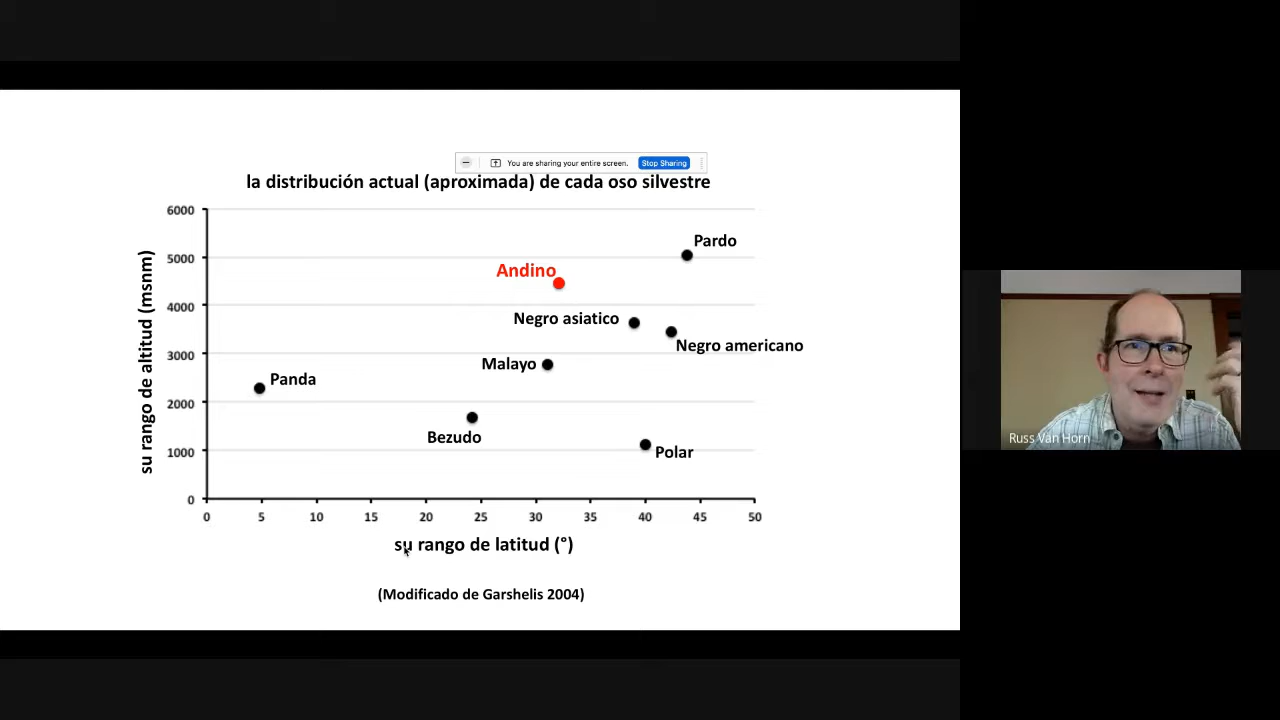 You are sharing your entire screen. Stop Sharing
la distribución actual (aproximada) de cada oso silvestre
su rango de altitud (msnm)
6000
5000
4000
3000
2000
1000
0
Pardo
Andino
Negro asiatico
Negro americano
Malayo
Panda
Bezudo
Polar
0 5 10 15 20 25 30 35 40 45 50
su rango de latitud (°)
(Modificado de Garshelis 2004)
Russ Van Horn